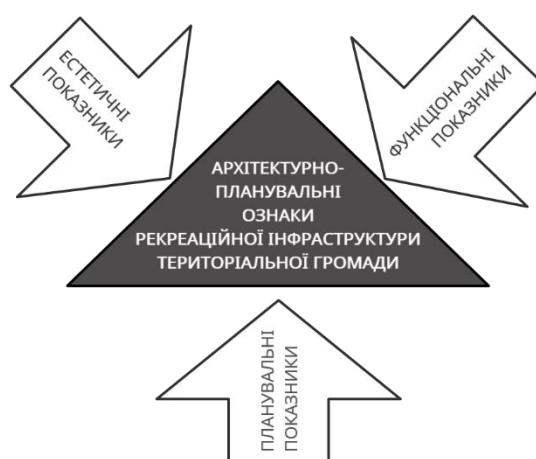 ЕСТЕТИЧНІ
ПОКАЗНИКИ
ФУНКЦІОНАЛЬНІ
ПОКАЗНИКИ
АРХІТЕКТУРНО-
ПЛАНУВАЛЬНІ
ОЗНАКИ
РЕКРЕАЦІЙНОЇ ІНФРАСТРУКТУРИ
ТЕРИТОРІАЛЬНОЇ ГРОМАДИ
ПЛАНУВАЛЬНІ
ПОКАЗНИКИ